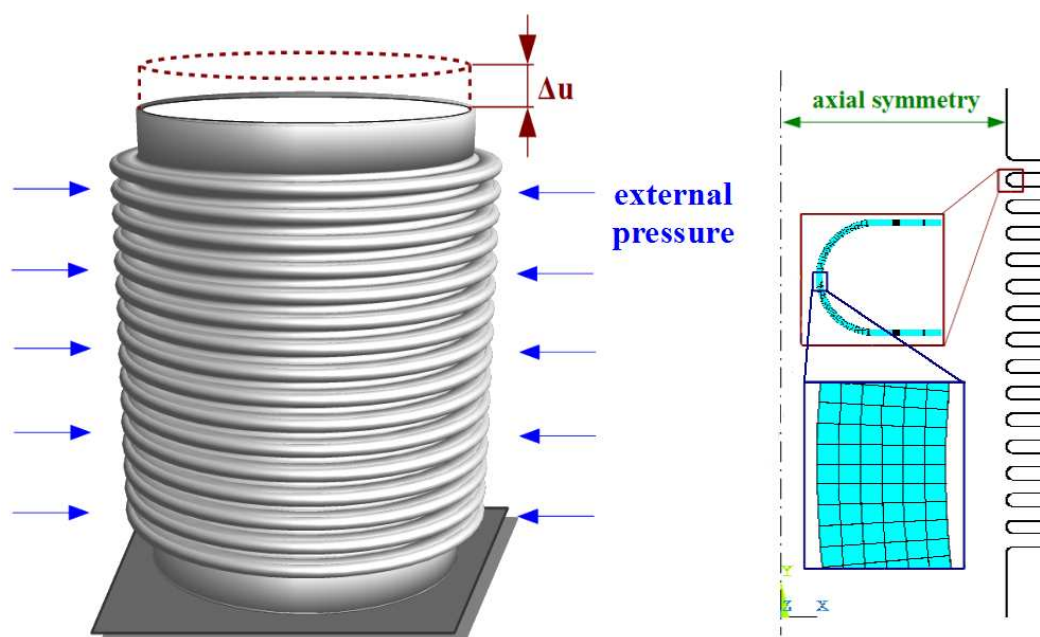 Δu
external
pressure
axial symmetry
Y
Z
X